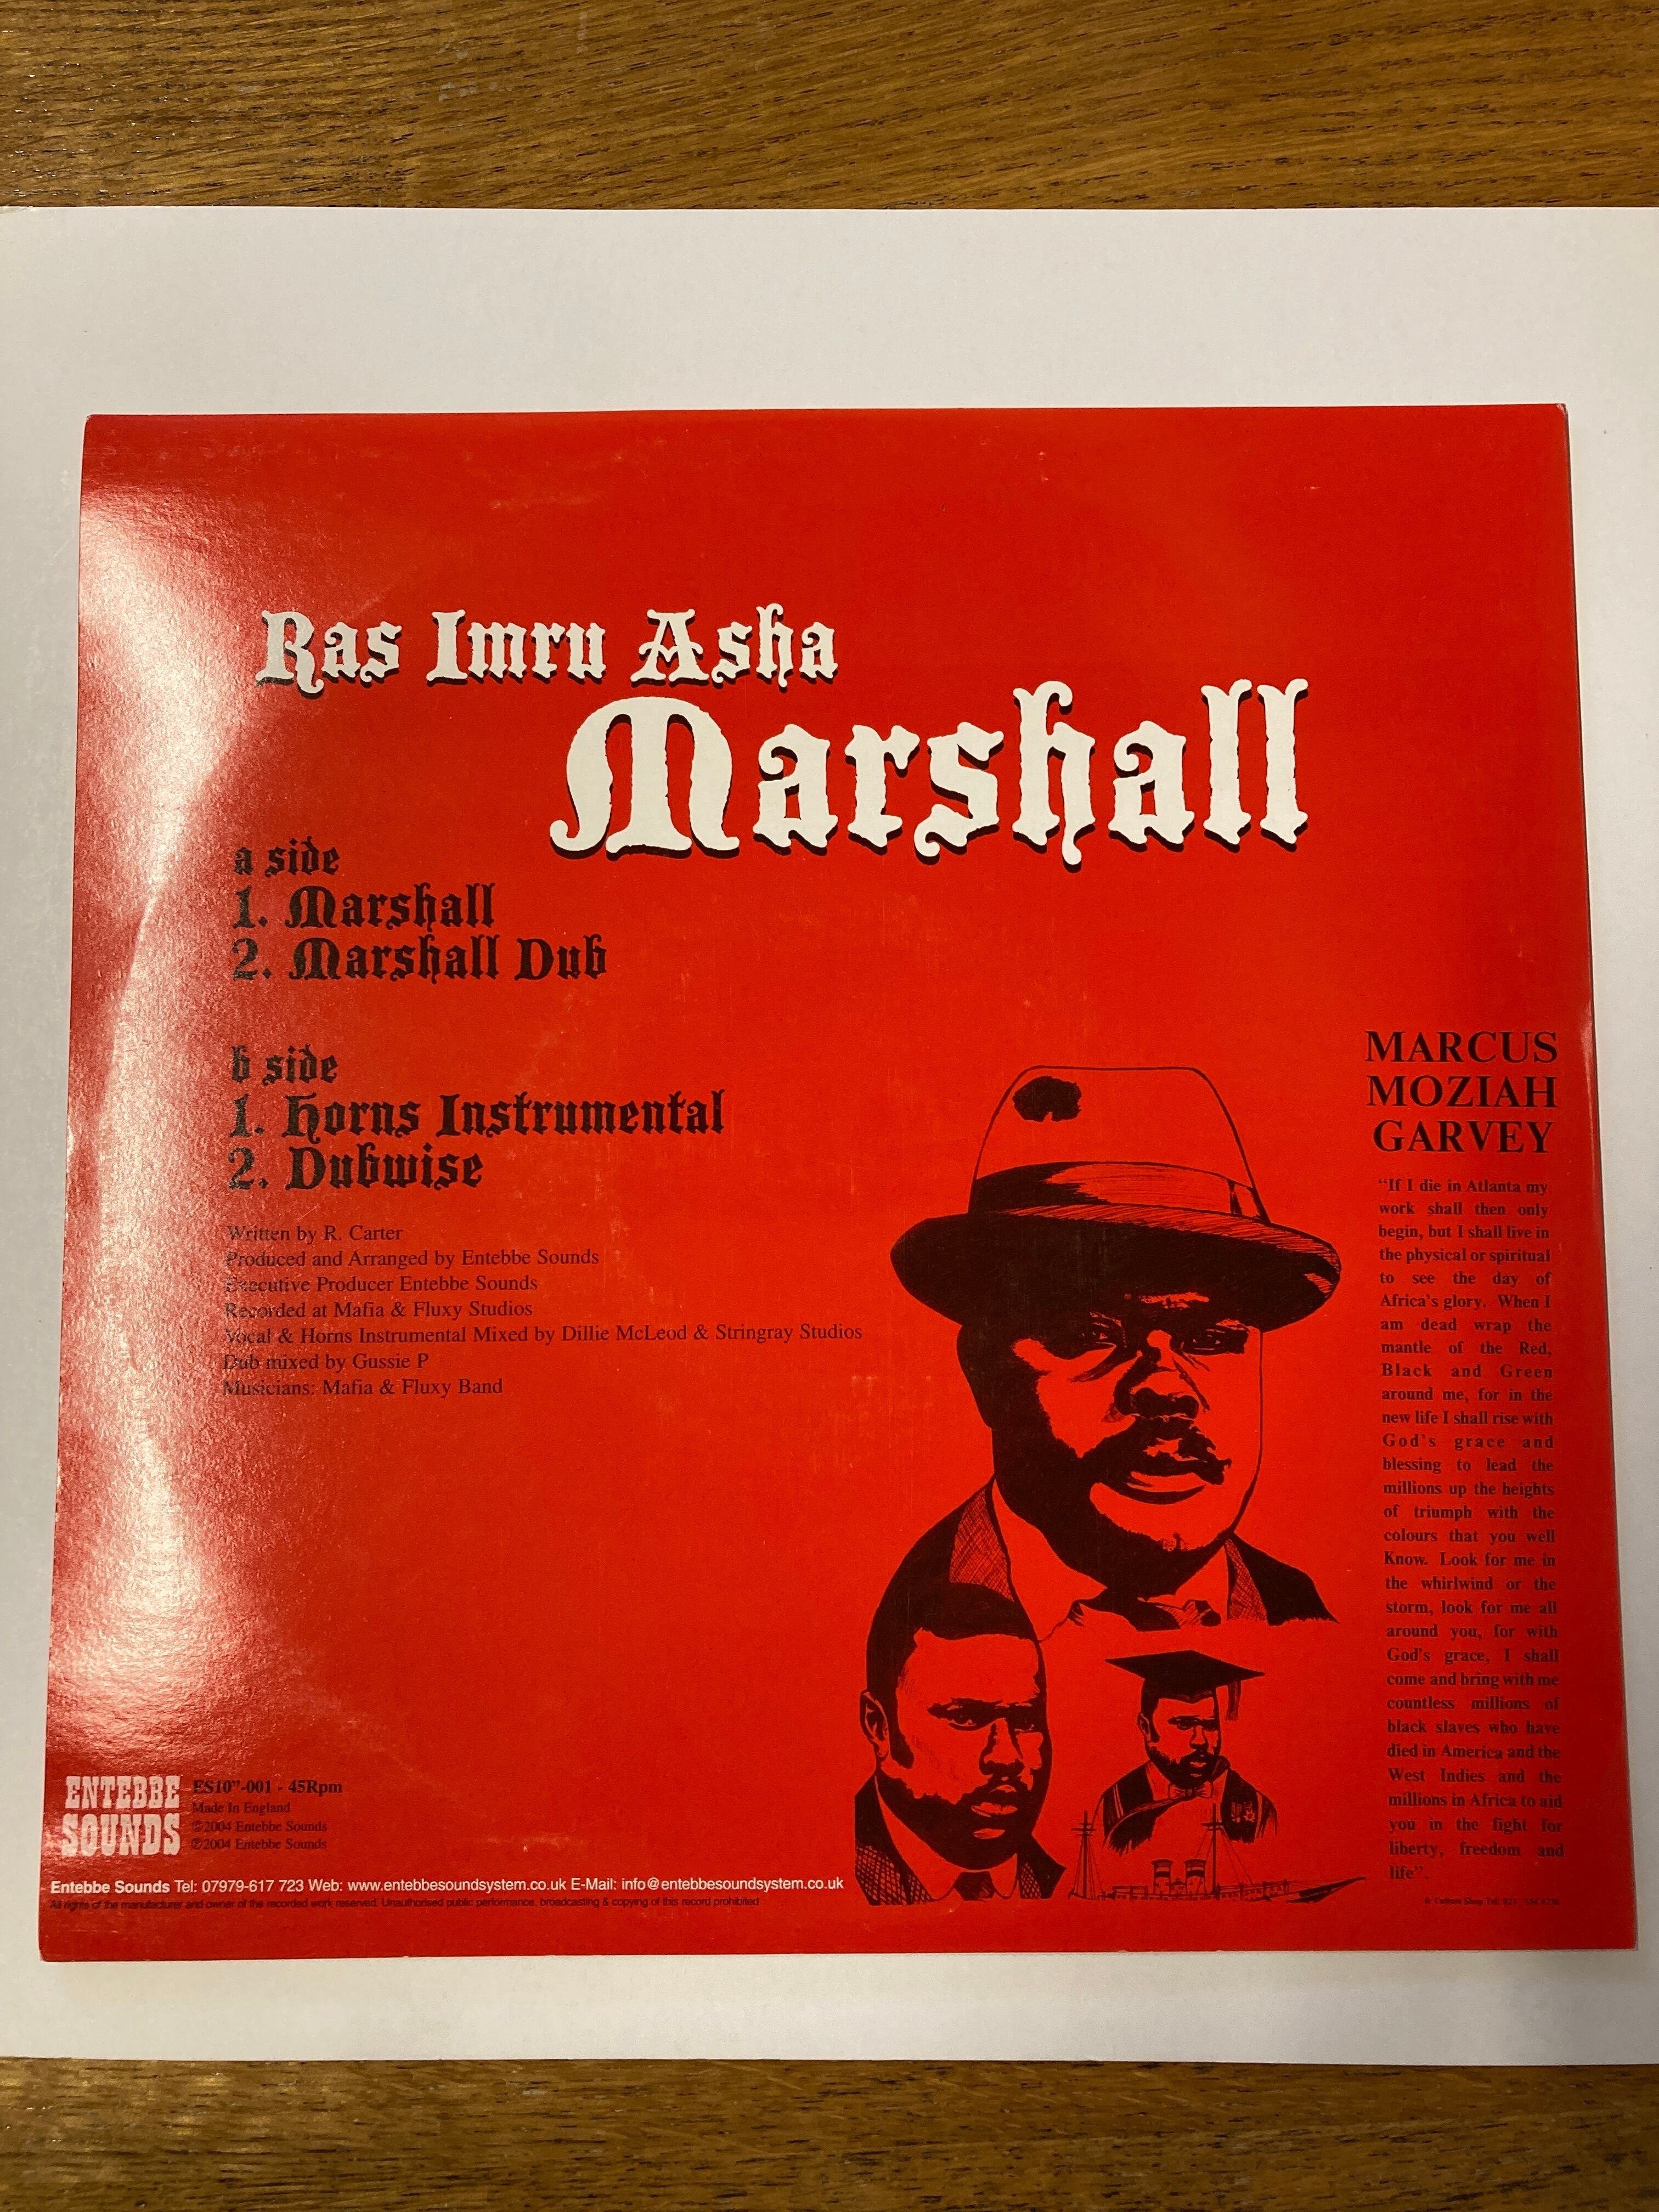 Ras Imru Asha
Marshall
a side
1. Marshall
2. Marshall Dub
b side
1. Horns Instrumental
2. Dubwise
Written by R. Carter
Produced and Arranged by Entebbe Sounds
Executive Producer Entebbe Sounds
Recorded at Mafia & Fluxy Studios
Vocal & Horns Instrumental Mixed by Dillie McLeod & Stringray Studios
Dub mixed by Gussie P
Musicians: Mafia & Fluxy Band
MARCUS
MOZIAH
GARVEY
“If I die in Atlanta my
work shall then only
begin, but I shall live in
the physical or spiritual
to see the day of
Africa's glory. When I
am dead wrap the
mantle of the Red,
Black and Green
around me, for in the
new life I shall rise with
God's grace and
blessing to lead the
millions up the heights
of triumph with the
colours that you well
Know. Look for me in
the whirlwind or the
storm, look for me all
around you, for with
God's grace, I shall
come and bring with me
countless millions of
black slaves who have
died in America and the
West Indies and the
millions in Africa to aid
you in the fight for
liberty, freedom and
life”.
ENTEBBE
SOUNDS
ES10”-001 - 45Rpm
Made In England
©2004 Entebbe Sounds
℗2004 Entebbe Sounds
Entebbe Sounds Tel: 07979-617 723 Web: www.entebbesoundsystem.co.uk E-Mail: info@entebbesoundsystem.co.uk
All rights of the manufacturer and owner of the recorded work reserved. Unauthorised public performance, broadcasting & copying of this record prohibited